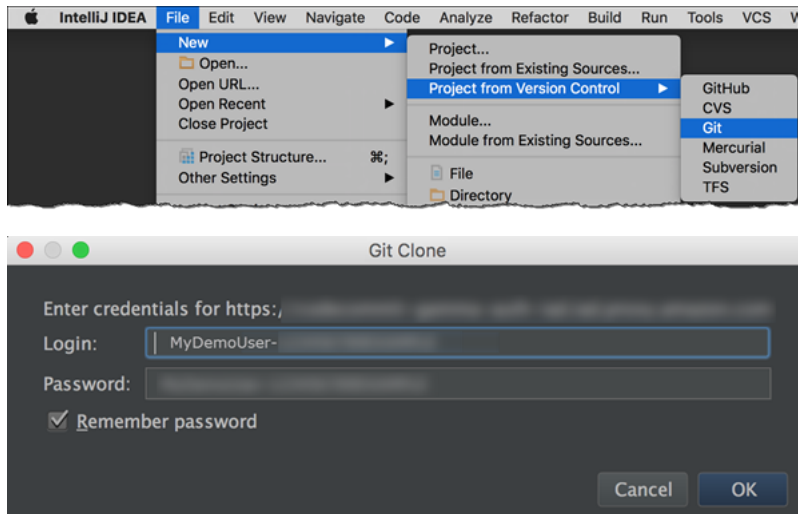 IntelliJ IDEA File Edit View Navigate Code Analyze Refactor Build Run Tools VCS
New
Open...
Open URL...
Open Recent
Close Project
Project Structure... ⌘;
Other Settings
Project...
Project from Existing Sources...
Project from Version Control
Module...
Module from Existing Sources...
File
Directory
GitHub
CVS
Git
Mercurial
Subversion
TFS
Git Clone
Enter credentials for https:/
Login: MyDemoUser-
Password:
Remember password
Cancel OK